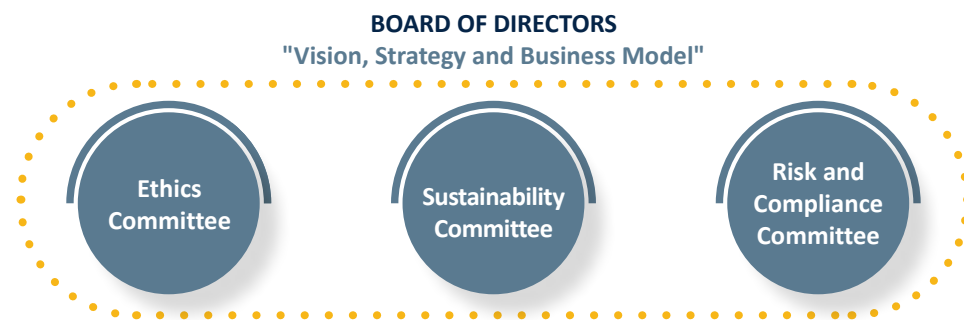 BOARD OF DIRECTORS
"Vision, Strategy and Business Model"
Ethics
Committee
Sustainability
Committee
Risk and
Compliance
Committee